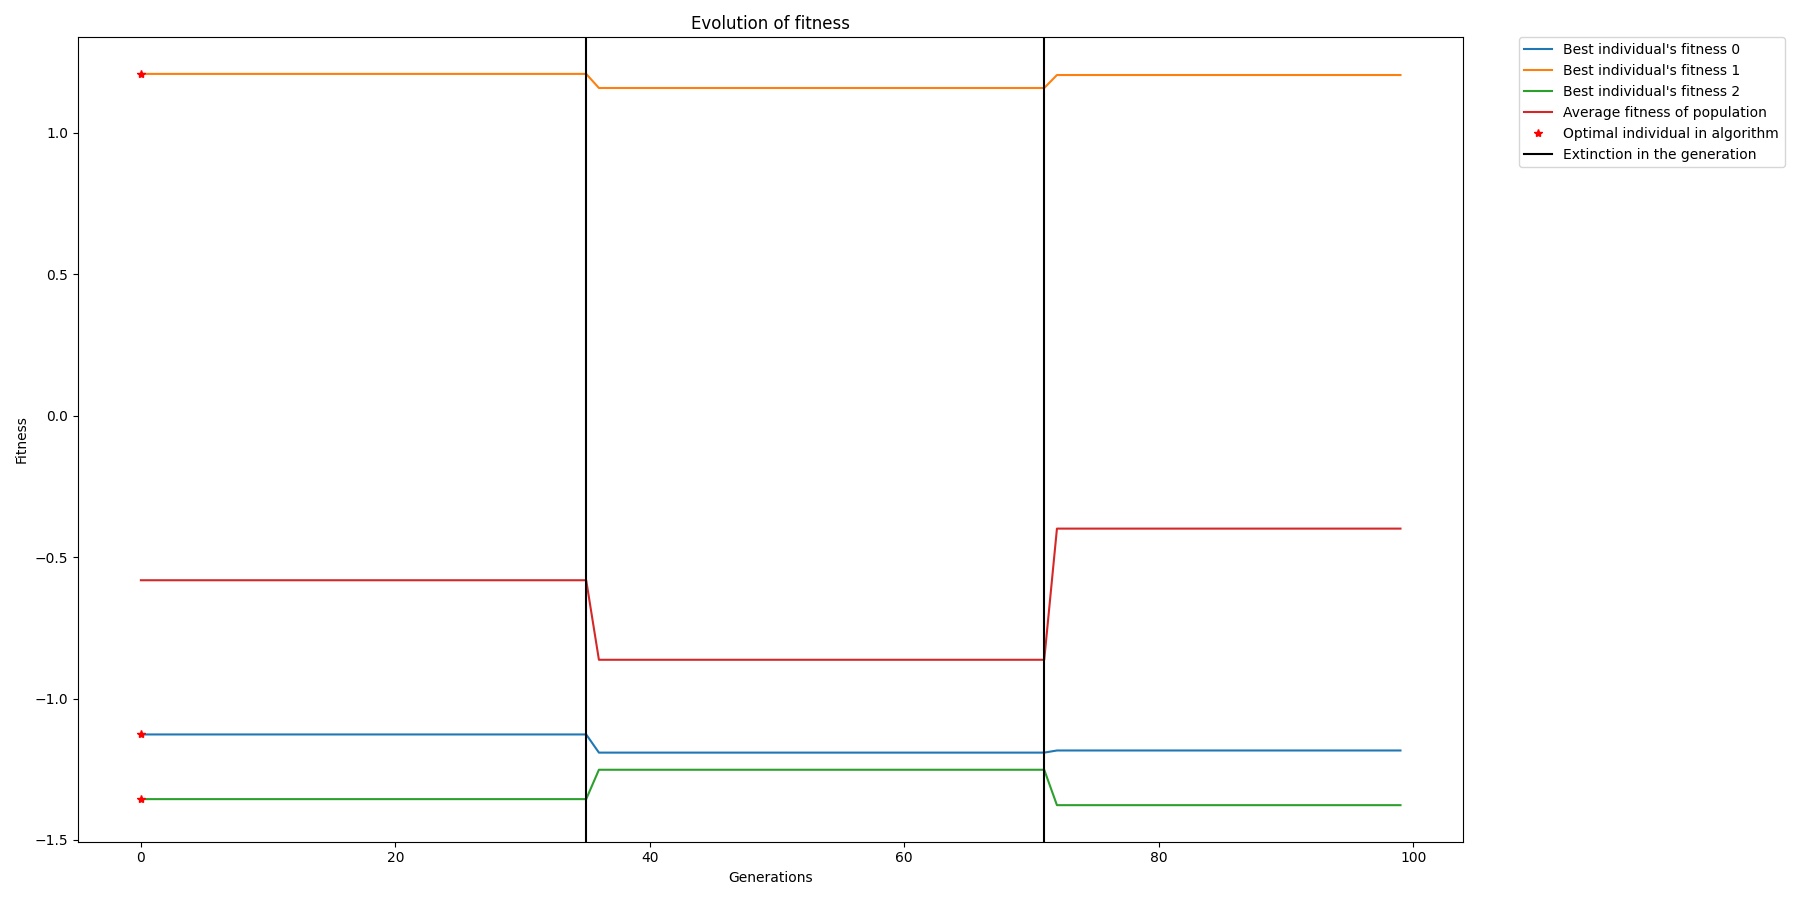 Evolution of fitness
Best individual's fitness 0
Best individual's fitness 1
Best individual's fitness 2
Average fitness of population
Optimal individual in algorithm
Extinction in the generation
Fitness
1.0
0.5
0.0
−0.5
−1.0
−1.5
0 20 40 60 80 100
Generations